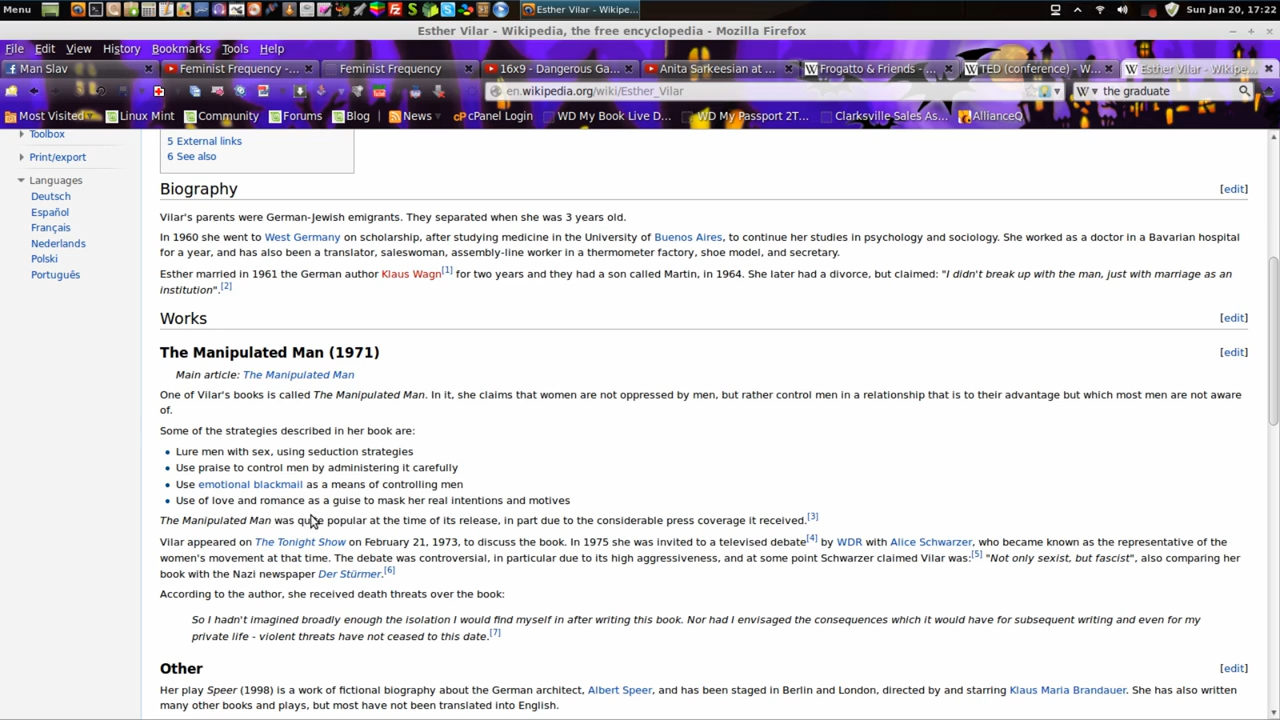 Menu
Esther Vilar - Wikipe...
Sun Jan 20, 17:22
Esther Vilar - Wikipedia, the free encyclopedia - Mozilla Firefox
File Edit View History Bookmarks Tools Help
Man Slav
Feminist Frequency -...
Feminist Frequency
16x9 - Dangerous Ga...
Anita Sarkeesian at ...
Frogatto & Friends - ...
TED (conference) - W...
Esther Vilar - Wikipe...
en.wikipedia.org/wiki/Esther_Vilar
the graduate
Most Visited
Linux Mint
Community
Forums
Blog
News
cPanel Login
WD My Book Live D...
WD My Passport 2T...
Clarksville Sales As...
AllianceQ
Toolbox
Print/export
Languages
Deutsch
Español
Français
Nederlands
Polski
Português
5 External links
6 See also
Biography [edit]
Vilar's parents were German-Jewish emigrants. They separated when she was 3 years old.
In 1960 she went to West Germany on scholarship, after studying medicine in the University of Buenos Aires, to continue her studies in psychology and sociology. She worked as a doctor in a Bavarian hospital
for a year, and has also been a translator, saleswoman, assembly-line worker in a thermometer factory, shoe model, and secretary.
Esther married in 1961 the German author Klaus Wagn[1] for two years and they had a son called Martin, in 1964. She later had a divorce, but claimed: "I didn't break up with the man, just with marriage as an
institution".[2]
Works [edit]
The Manipulated Man (1971) [edit]
Main article: The Manipulated Man
One of Vilar's books is called The Manipulated Man. In it, she claims that women are not oppressed by men, but rather control men in a relationship that is to their advantage but which most men are not aware
of.
Some of the strategies described in her book are:
Lure men with sex, using seduction strategies
Use praise to control men by administering it carefully
Use emotional blackmail as a means of controlling men
Use of love and romance as a guise to mask her real intentions and motives
The Manipulated Man was quite popular at the time of its release, in part due to the considerable press coverage it received.[3]
Vilar appeared on The Tonight Show on February 21, 1973, to discuss the book. In 1975 she was invited to a televised debate[4] by WDR with Alice Schwarzer, who became known as the representative of the
women's movement at that time. The debate was controversial, in particular due to its high aggressiveness, and at some point Schwarzer claimed Vilar was:[5] "Not only sexist, but fascist", also comparing her
book with the Nazi newspaper Der Stürmer.[6]
According to the author, she received death threats over the book:
So I hadn't imagined broadly enough the isolation I would find myself in after writing this book. Nor had I envisaged the consequences which it would have for subsequent writing and even for my
private life - violent threats have not ceased to this date.[7]
Other [edit]
Her play Speer (1998) is a work of fictional biography about the German architect, Albert Speer, and has been staged in Berlin and London, directed by and starring Klaus Maria Brandauer. She has also written
many other books and plays, but most have not been translated into English.